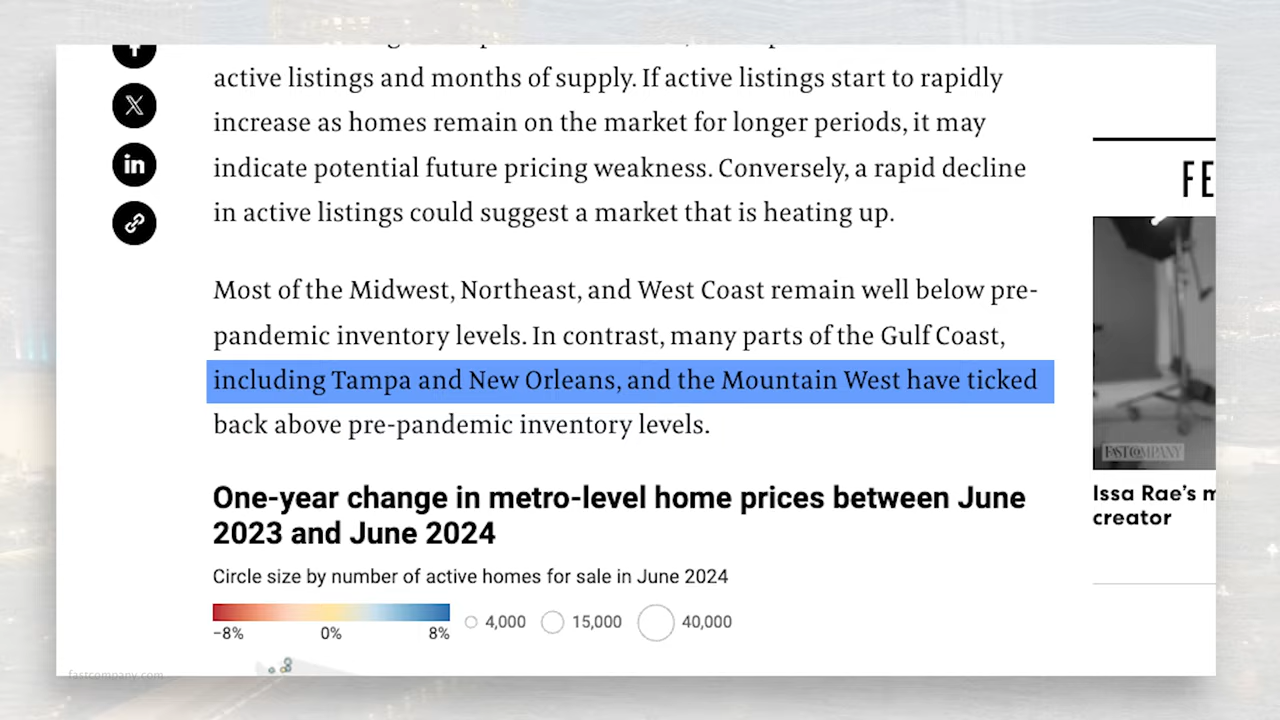 active listings and months of supply. If active listings start to rapidly
increase as homes remain on the market for longer periods, it may
indicate potential future pricing weakness. Conversely, a rapid decline
in active listings could suggest a market that is heating up.
Most of the Midwest, Northeast, and West Coast remain well below pre-
pandemic inventory levels. In contrast, many parts of the Gulf Coast,
including Tampa and New Orleans, and the Mountain West have ticked
back above pre-pandemic inventory levels.
One-year change in metro-level home prices between June
2023 and June 2024
Circle size by number of active homes for sale in June 2024
4,000 15,000 40,000
−8% 0% 8%
FE
FAST COMPANY
Issa Rae's m
creator
fastcompany.com